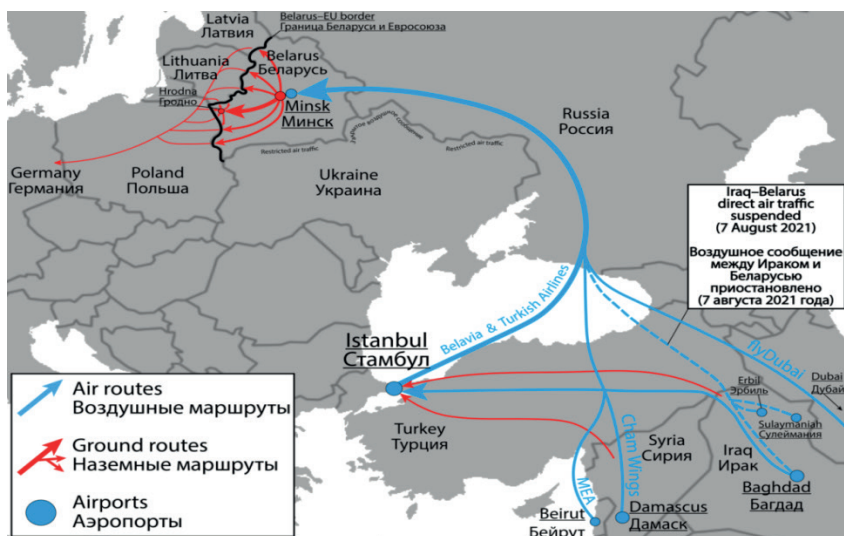 Latvia
Латвия
Belarus–EU border
Граница Беларуси и Евросоюза
Lithuania
Литва
Belarus
Беларусь
Hrodna
Гродно
Minsk
Минск
Russia
Россия
Germany
Германия
Poland
Польша
Restricted air traffic
Restricted air traffic
Ukraine
Украина
Iraq–Belarus
direct air traffic
suspended
(7 August 2021)
Воздушное сообщение
между Ираком и
Беларусью
приостановлено
(7 августа 2021 года)
Belavia & Turkish Airlines
Istanbul
Стамбул
flyDubai
Dubai
Дубай
Erbil
Эрбиль
Sulaymaniah
Сулеймания
Turkey
Турция
Syria
Сирия
Iraq
Ирак
Cham Wings
MEA
Baghdad
Багдад
Beirut
Бейрут
Damascus
Дамаск
Air routes
Воздушные маршруты
Ground routes
Наземные маршруты
Airports
Аэропорты